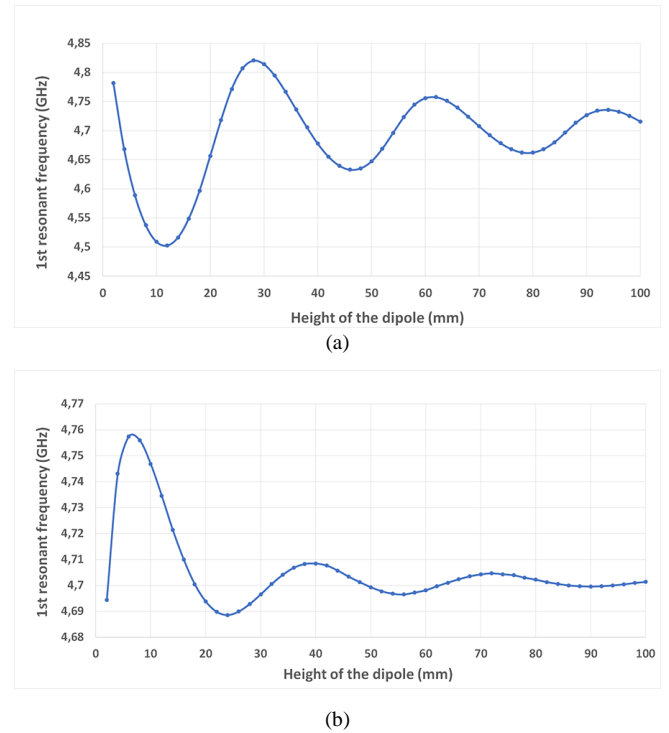 4,85
4,8
4,75
4,7
4,65
4,6
4,55
4,5
4,45
1st resonant frequency (GHz)
0 10 20 30 40 50 60 70 80 90 100
Height of the dipole (mm)
(a)
4,77
4,76
4,75
4,74
4,73
4,72
4,71
4,7
4,69
4,68
1st resonant frequency (GHz)
0 10 20 30 40 50 60 70 80 90 100
Height of the dipole (mm)
(b)